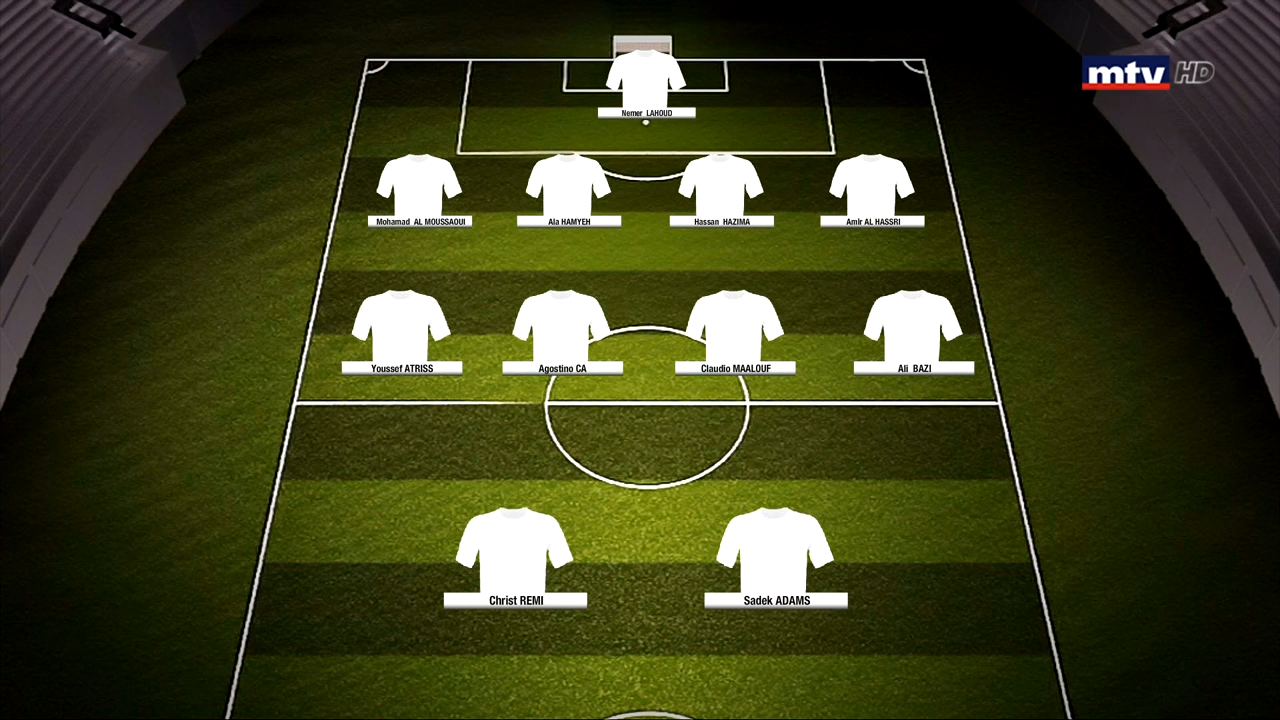 mtv HD
Nemer LAHOUD
Mohamad AL MOUSSAOUI
Ala HAMYEH
Hassan HAZIMA
Amir AL HASSRI
Youssef ATRISS
Agostino CA
Claudio MAALOUF
Ali BAZI
Christ REMI
Sadek ADAMS